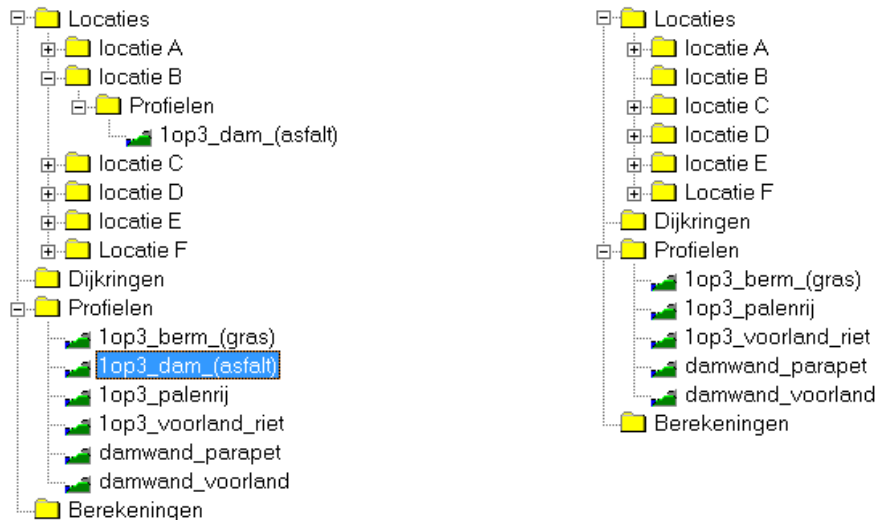 Locaties
locatie A
locatie B
Profielen
1op3_dam_(asfalt)
locatie C
locatie D
locatie E
Locatie F
Dijkringen
Profielen
1op3_berm_(gras)
1op3_dam_(asfalt)
1op3_palenrij
1op3_voorland_riet
damwand_parapet
damwand_voorland
Berekeningen
Locaties
locatie A
locatie B
locatie C
locatie D
locatie E
Locatie F
Dijkringen
Profielen
1op3_berm_(gras)
1op3_palenrij
1op3_voorland_riet
damwand_parapet
damwand_voorland
Berekeningen